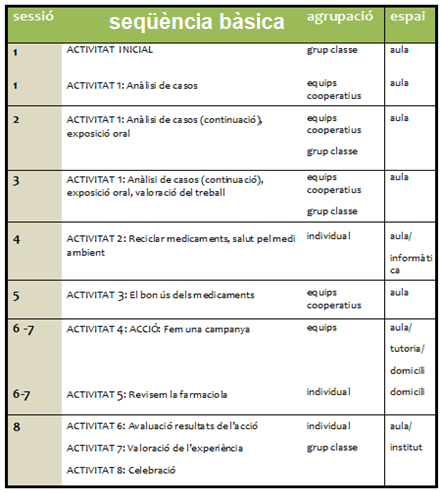 sessió seqüència bàsica agrupació espai
1 ACTIVITAT INICIAL grup classe aula
1 ACTIVITAT 1: Anàlisi de casos equips aula
cooperatius
2 ACTIVITAT 1: Anàlisi de casos (continuació), equips aula
exposició oral cooperatius
grup classe
3 ACTIVITAT 1: Anàlisi de casos (continuació), equips aula
exposició oral, valoració del treball cooperatius
grup classe
4 ACTIVITAT 2: Reciclar medicaments, salut pel medi individual aula/
ambient informàti
ca
5 ACTIVITAT 3: El bon ús dels medicaments equips aula
cooperatius
6 -7 ACTIVITAT 4: ACCIÓ: Fem una campanya equips aula/
tutoria/
domicili
6-7 ACTIVITAT 5: Revisem la farmaciola individual domicili
8 ACTIVITAT 6: Avaluació resultats de l'acció individual aula/
ACTIVITAT 7: Valoració de l'experiència grup classe institut
ACTIVITAT 8: Celebració